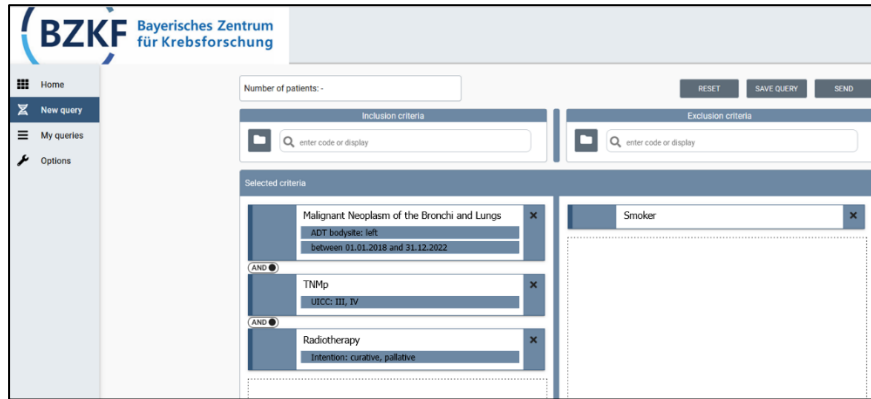 BZKF Bayerisches Zentrum
für Krebsforschung
Home
New query
My queries
Options
Number of patients: -
RESET SAVE QUERY SEND
Inclusion criteria
Exclusion criteria
enter code or display
enter code or display
Selected criteria
Malignant Neoplasm of the Bronchi and Lungs
ADT bodysite: left
between 01.01.2018 and 31.12.2022
AND
TNMp
UICC: III, IV
AND
Radiotherapy
Intention: curative, pallative
Smoker